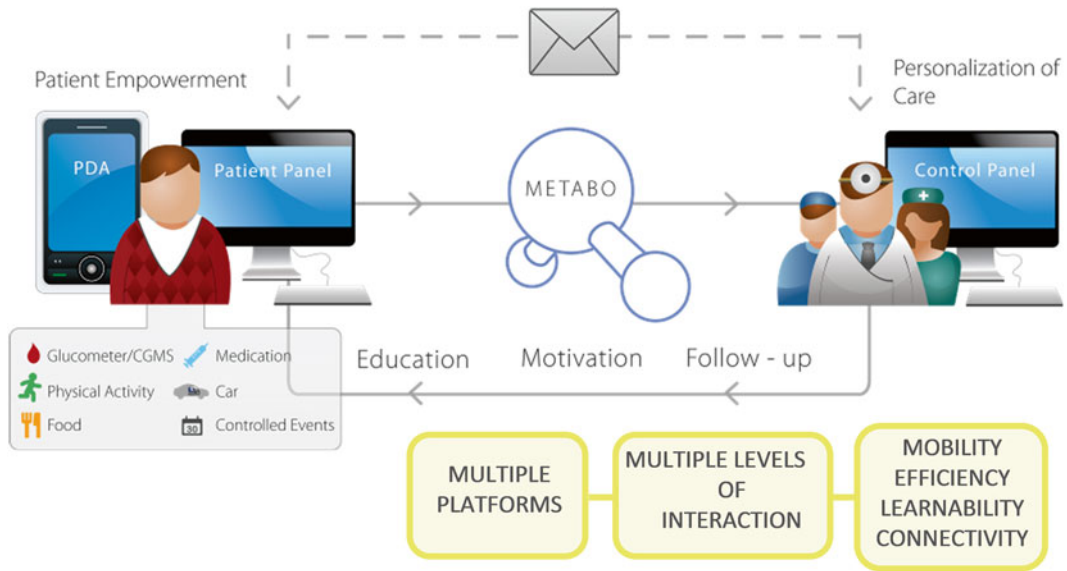 Patient Empowerment
Personalization of
Care
PDA
Patient Panel
METABO
Control Panel
Glucometer/CGMS
Medication
Physical Activity
Car
Food
30
Controlled Events
Education
Motivation
Follow - up
MULTIPLE
PLATFORMS
MULTIPLE LEVELS
OF
INTERACTION
MOBILITY
EFFICIENCY
LEARNABILITY
CONNECTIVITY